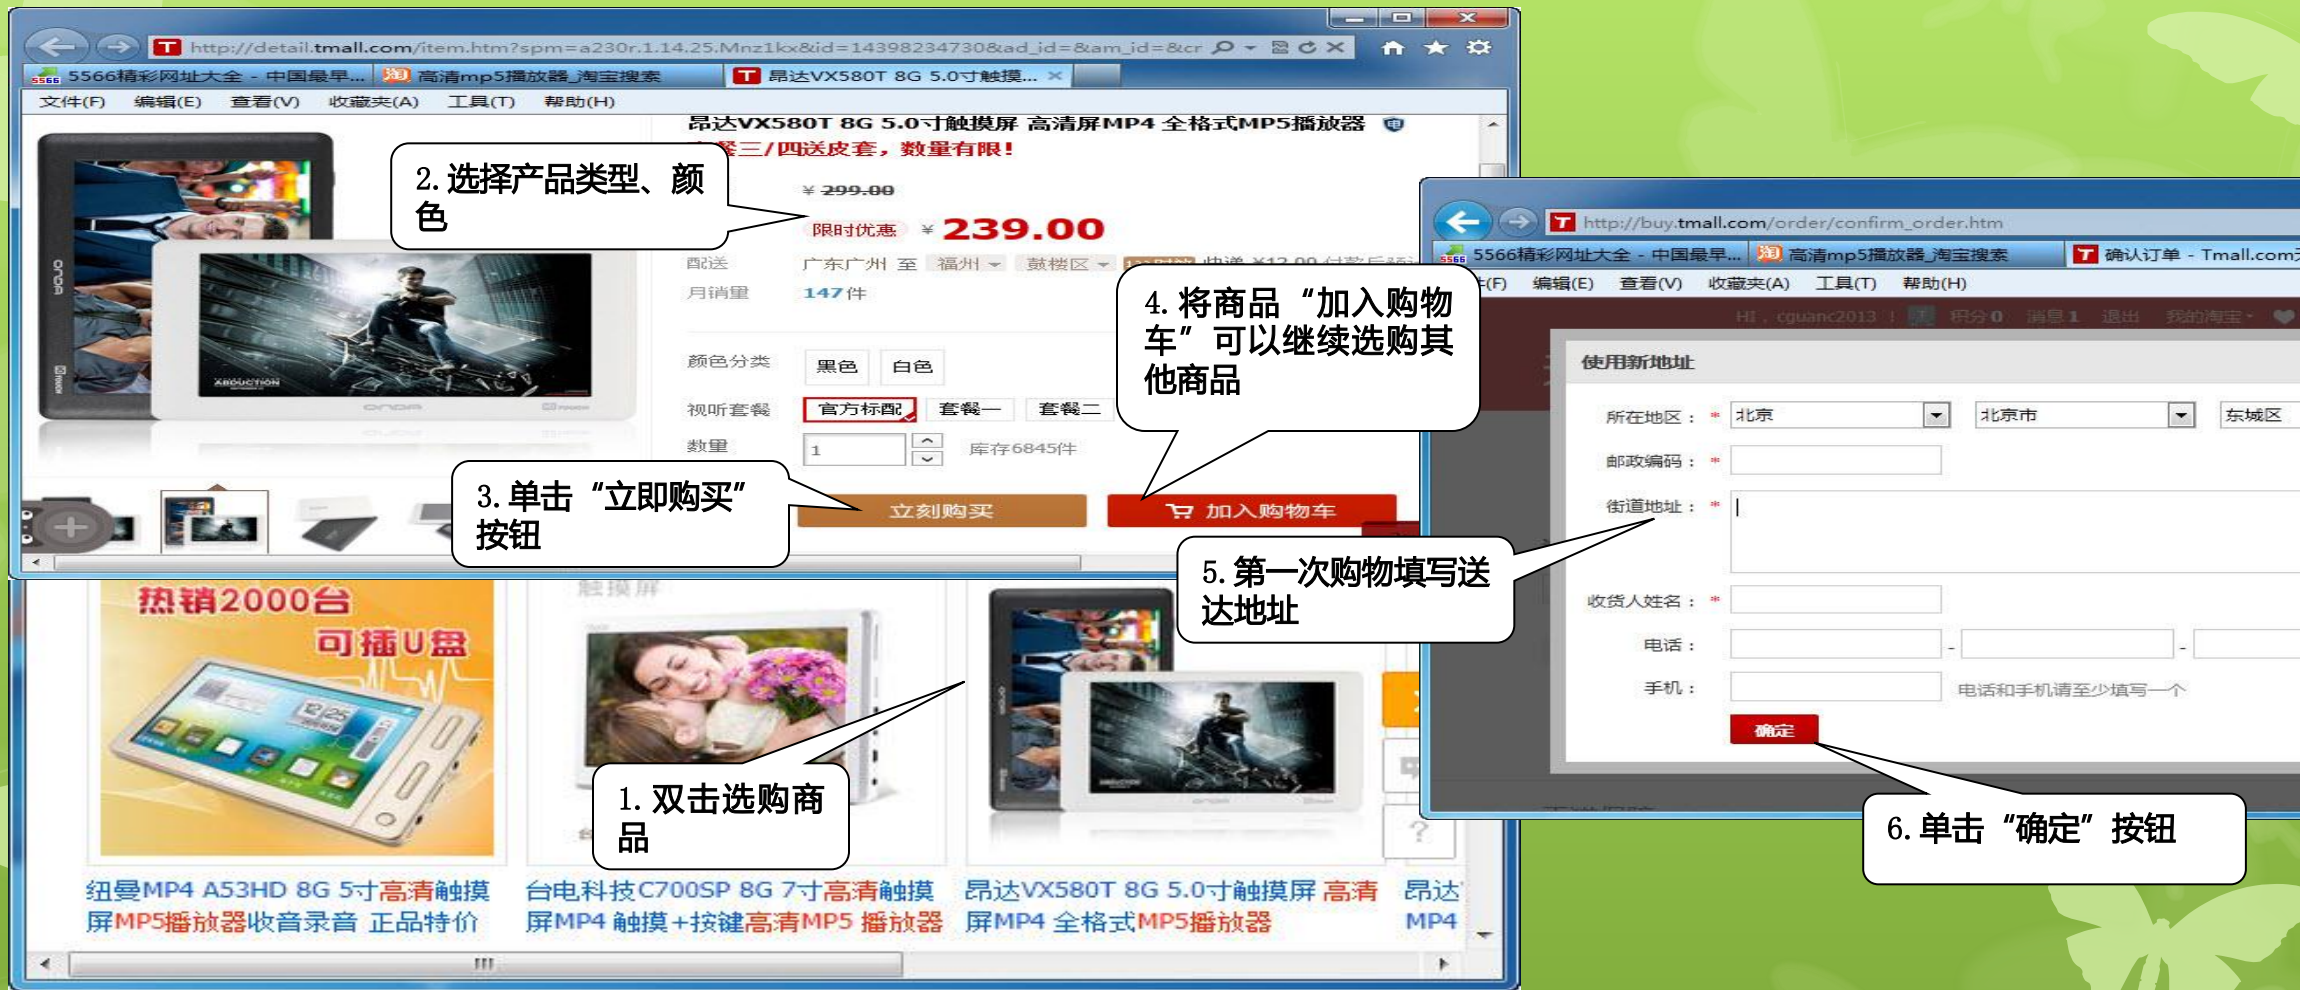 http://detail.tmall.com/item.htm?spm=a230r.1.14.25.Mnz1kx&id=14398234730&ad_id=&am_id=&cr
5566精彩网址大全 - 中国最早... 高清mp5播放器_淘宝搜索 昂达VX580T 8G 5.0寸触摸...
文件(F) 编辑(E) 查看(V) 收藏夹(A) 工具(T) 帮助(H)
昂达VX580T 8G 5.0寸触摸屏 高清屏MP4 全格式MP5播放器
三/四送皮套，数量有限！
2.选择产品类型、颜
色
¥ 299.00
限时优惠 ¥ 239.00
配送 广东广州 至 福州 鼓楼区
月销量 147件
4.将商品“加入购物
车”可以继续选购其
他商品
颜色分类 黑色 白色
视听套餐 官方标配 套餐一 套餐二
数量 1 库存6845件
ABDUCTION
onda
3.单击“立即购买”
按钮
立刻购买 加入购物车
5.第一次购物填写送
达地址
热销2000台
可插U盘
12:25
触摸屏
1.双击选购商
品
纽曼MP4 A53HD 8G 5寸高清触摸
屏MP5播放器收音录音 正品特价
台电科技C700SP 8G 7寸高清触摸
屏MP4 触摸+按键高清MP5 播放器
昂达VX580T 8G 5.0寸触摸屏 高清
屏MP4 全格式MP5播放器
昂达
MP4
http://buy.tmall.com/order/confirm_order.htm
5566精彩网址大全 - 中国最早... 高清mp5播放器_淘宝搜索 确认订单 - Tmall.com
(F) 编辑(E) 查看(V) 收藏夹(A) 工具(T) 帮助(H)
HI，cguanc2013 ! 积分0 消息1 退出 我的淘宝
使用新地址
所在地区： * 北京 北京市 东城区
邮政编码： *
街道地址： *
收货人姓名： *
电话： - -
手机： 电话和手机请至少填写一个
确定
6.单击“确定”按钮